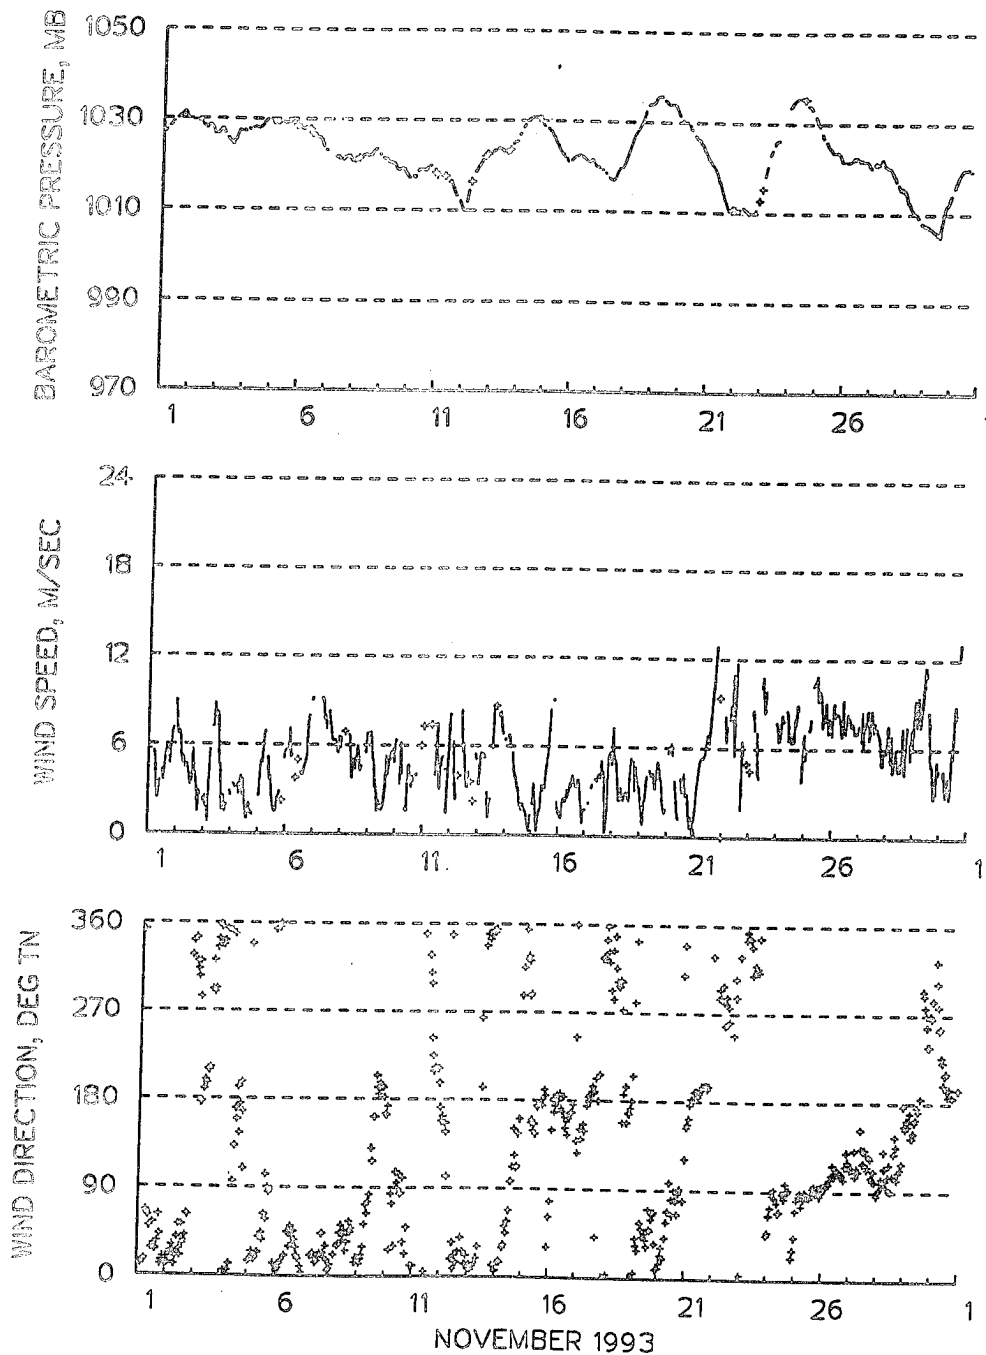 BAROMETRIC PRESSURE, MB
1050
1030
1010
990
970
1 6 11 16 21 26 1
WIND SPEED, M/SEC
24
18
12
6
0
1 6 11 16 21 26 1
WIND DIRECTION, DEG TN
360
270
180
90
0
1 6 11 16 21 26 1
NOVEMBER 1993